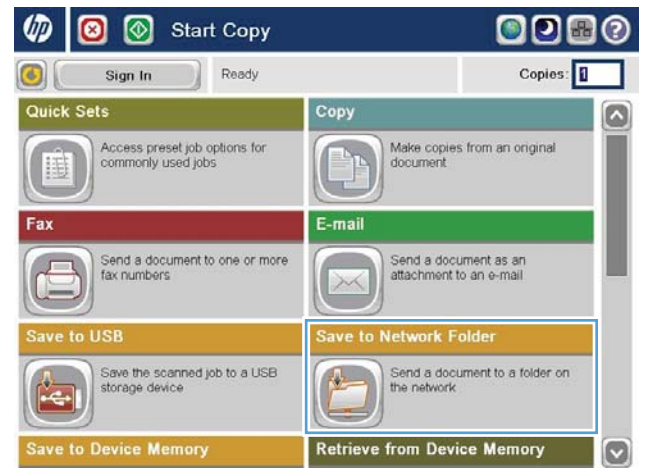 hp
Start Copy
Sign In
Ready
Copies: 1
Quick Sets
Access preset job options for
commonly used jobs
Copy
Make copies from an original
document
Fax
Send a document to one or more
fax numbers
E-mail
Send a document as an
attachment to an e-mail
Save to USB
Save the scanned job to a USB
storage device
Save to Network Folder
Send a document to a folder on
the network
Save to Device Memory
Retrieve from Device Memory